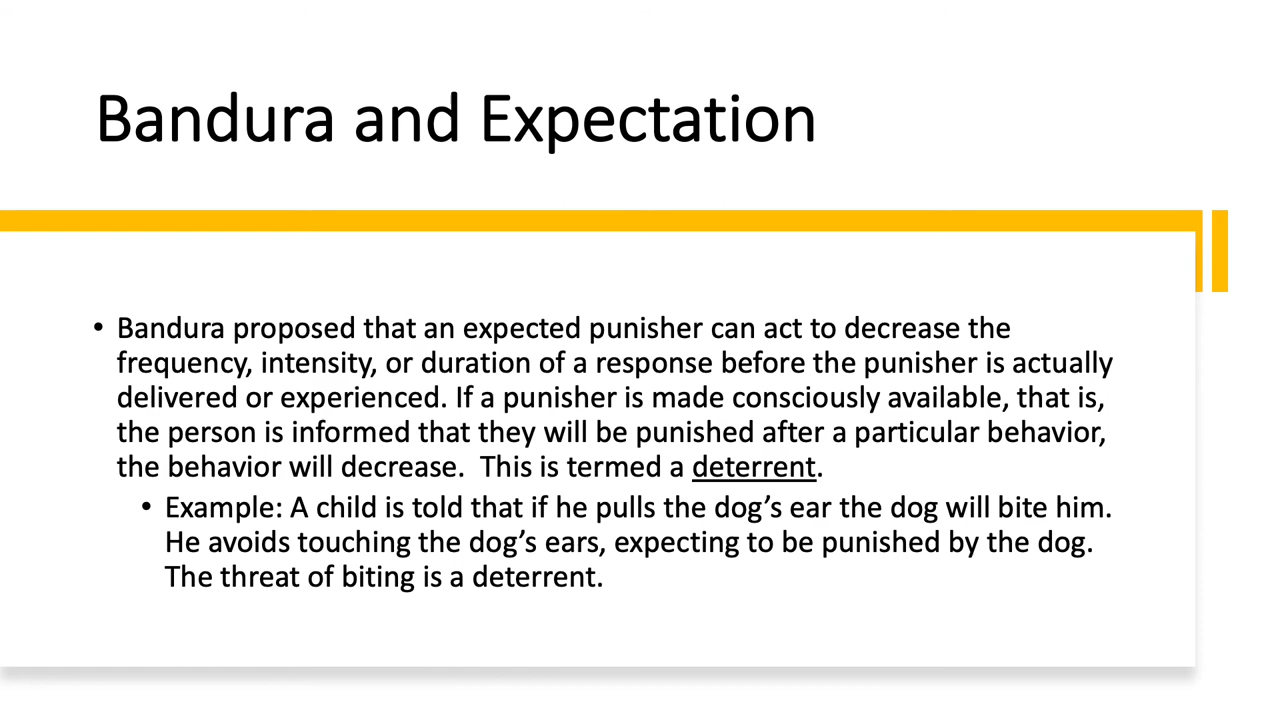 Bandura and Expectation
• Bandura proposed that an expected punisher can act to decrease the
frequency, intensity, or duration of a response before the punisher is actually
delivered or experienced. If a punisher is made consciously available, that is,
the person is informed that they will be punished after a particular behavior,
the behavior will decrease.  This is termed a deterrent.
• Example: A child is told that if he pulls the dog’s ear the dog will bite him.
He avoids touching the dog’s ears, expecting to be punished by the dog.
The threat of biting is a deterrent.